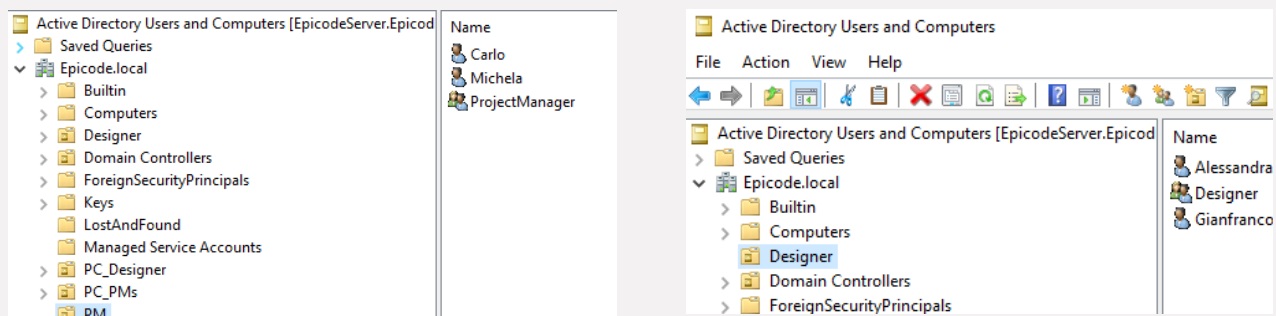 Active Directory Users and Computers [EpicodeServer.Epicod
Saved Queries
Epicode.local
Builtin
Computers
Designer
Domain Controllers
ForeignSecurityPrincipals
Keys
LostAndFound
Managed Service Accounts
PC_Designer
PC_PMs
PM
Name
Carlo
Michela
ProjectManager
Active Directory Users and Computers
File Action View Help
Active Directory Users and Computers [EpicodeServer.Epicod
Saved Queries
Epicode.local
Builtin
Computers
Designer
Domain Controllers
ForeignSecurityPrincipals
Name
Alessandra
Designer
Gianfranco